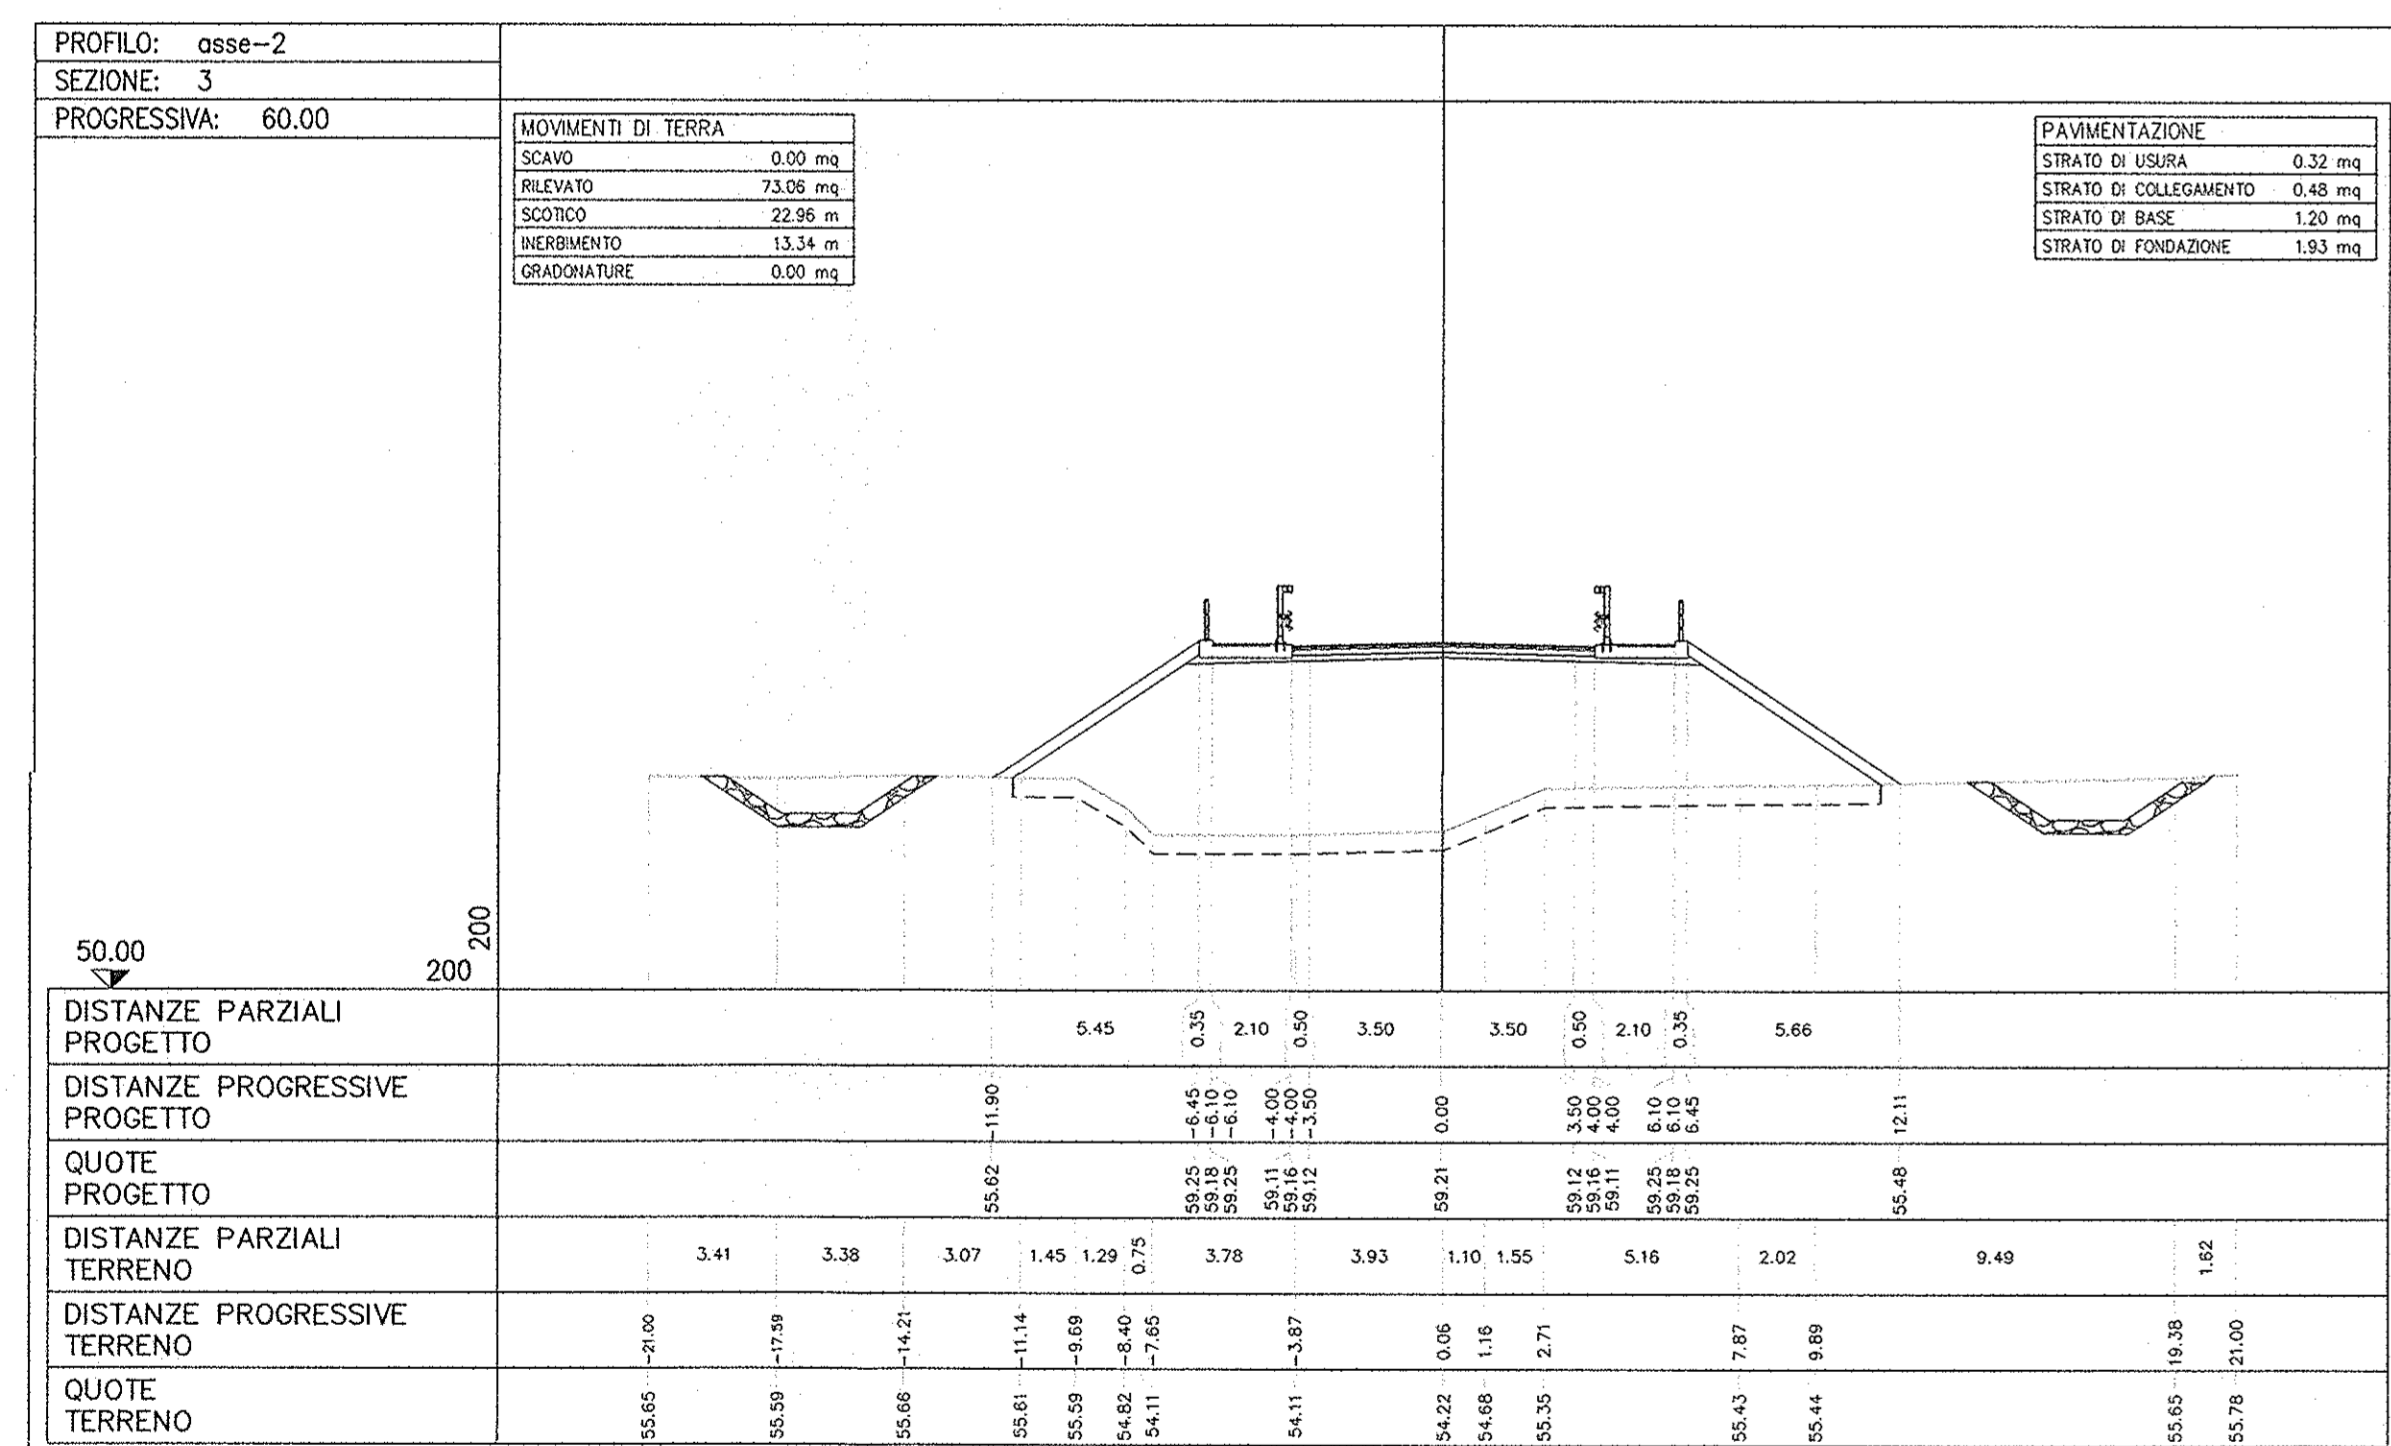 PROFILO: asse-2
SEZIONE: 3
PROGRESSIVA: 60.00
MOVIMENTI DI TERRA
SCAVO 0.00 mq
RILEVATO 73.06 mq
SCOTICO 22.96 m
INERBIMENTO 13.34 m
GRADONATURE 0.00 mq
PAVIMENTAZIONE
STRATO DI USURA 0.32 mq
STRATO DI COLLEGAMENTO 0.48 mq
STRATO DI BASE 1.20 mq
STRATO DI FONDAZIONE 1.93 mq
50.00
200
200
DISTANZE PARZIALI
PROGETTO
5.45 0.35 2.10 0.50 3.50 3.50 0.50 2.10 0.35 5.66
DISTANZE PROGRESSIVE
PROGETTO
-11.90 -6.45 -6.10 -6.10 -4.00 -4.00 -3.50 0.00 3.50 4.00 4.00 6.10 6.10 6.45 12.11
QUOTE
PROGETTO
55.62 59.25 59.18 59.25 59.11 59.16 59.12 59.21 59.12 59.16 59.11 59.25 59.18 59.25 55.48
DISTANZE PARZIALI
TERRENO
3.41 3.38 3.07 1.45 1.29 0.75 3.78 3.93 1.10 1.55 5.16 2.02 9.49 1.62
DISTANZE PROGRESSIVE
TERRENO
-21.00 -17.59 -14.21 -11.14 -9.69 -8.40 -7.65 -3.87 0.06 1.16 2.71 7.87 9.89 19.38 21.00
QUOTE
TERRENO
55.65 55.59 55.66 55.61 55.59 54.82 54.11 54.11 54.22 54.68 55.35 55.43 55.44 55.65 55.78